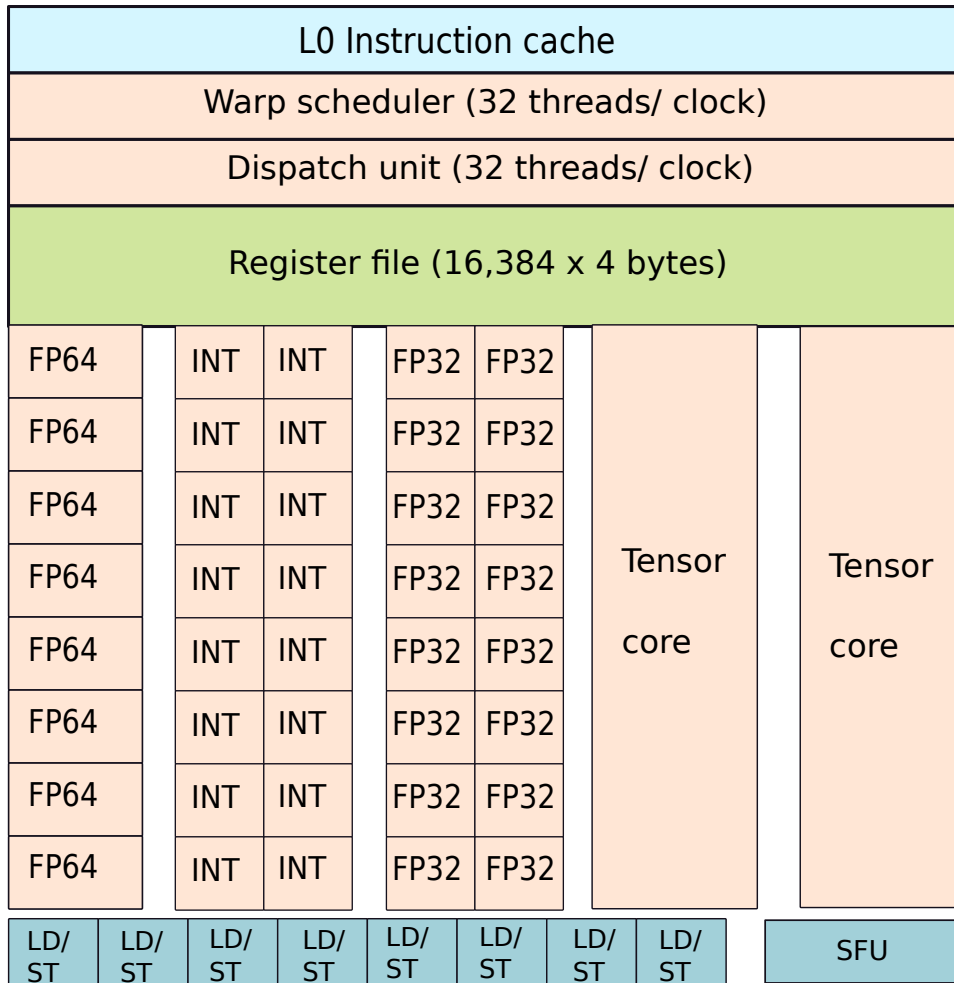 L0 Instruction cache
Warp scheduler (32 threads/ clock)
Dispatch unit (32 threads/ clock)
Register file (16,384 x 4 bytes)
FP64 INT INT FP32 FP32
FP64 INT INT FP32 FP32
FP64 INT INT FP32 FP32
FP64 INT INT FP32 FP32
FP64 INT INT FP32 FP32
FP64 INT INT FP32 FP32
FP64 INT INT FP32 FP32
FP64 INT INT FP32 FP32
Tensor
core
Tensor
core
LD/
ST
LD/
ST
LD/
ST
LD/
ST
LD/
ST
LD/
ST
LD/
ST
LD/
ST
SFU